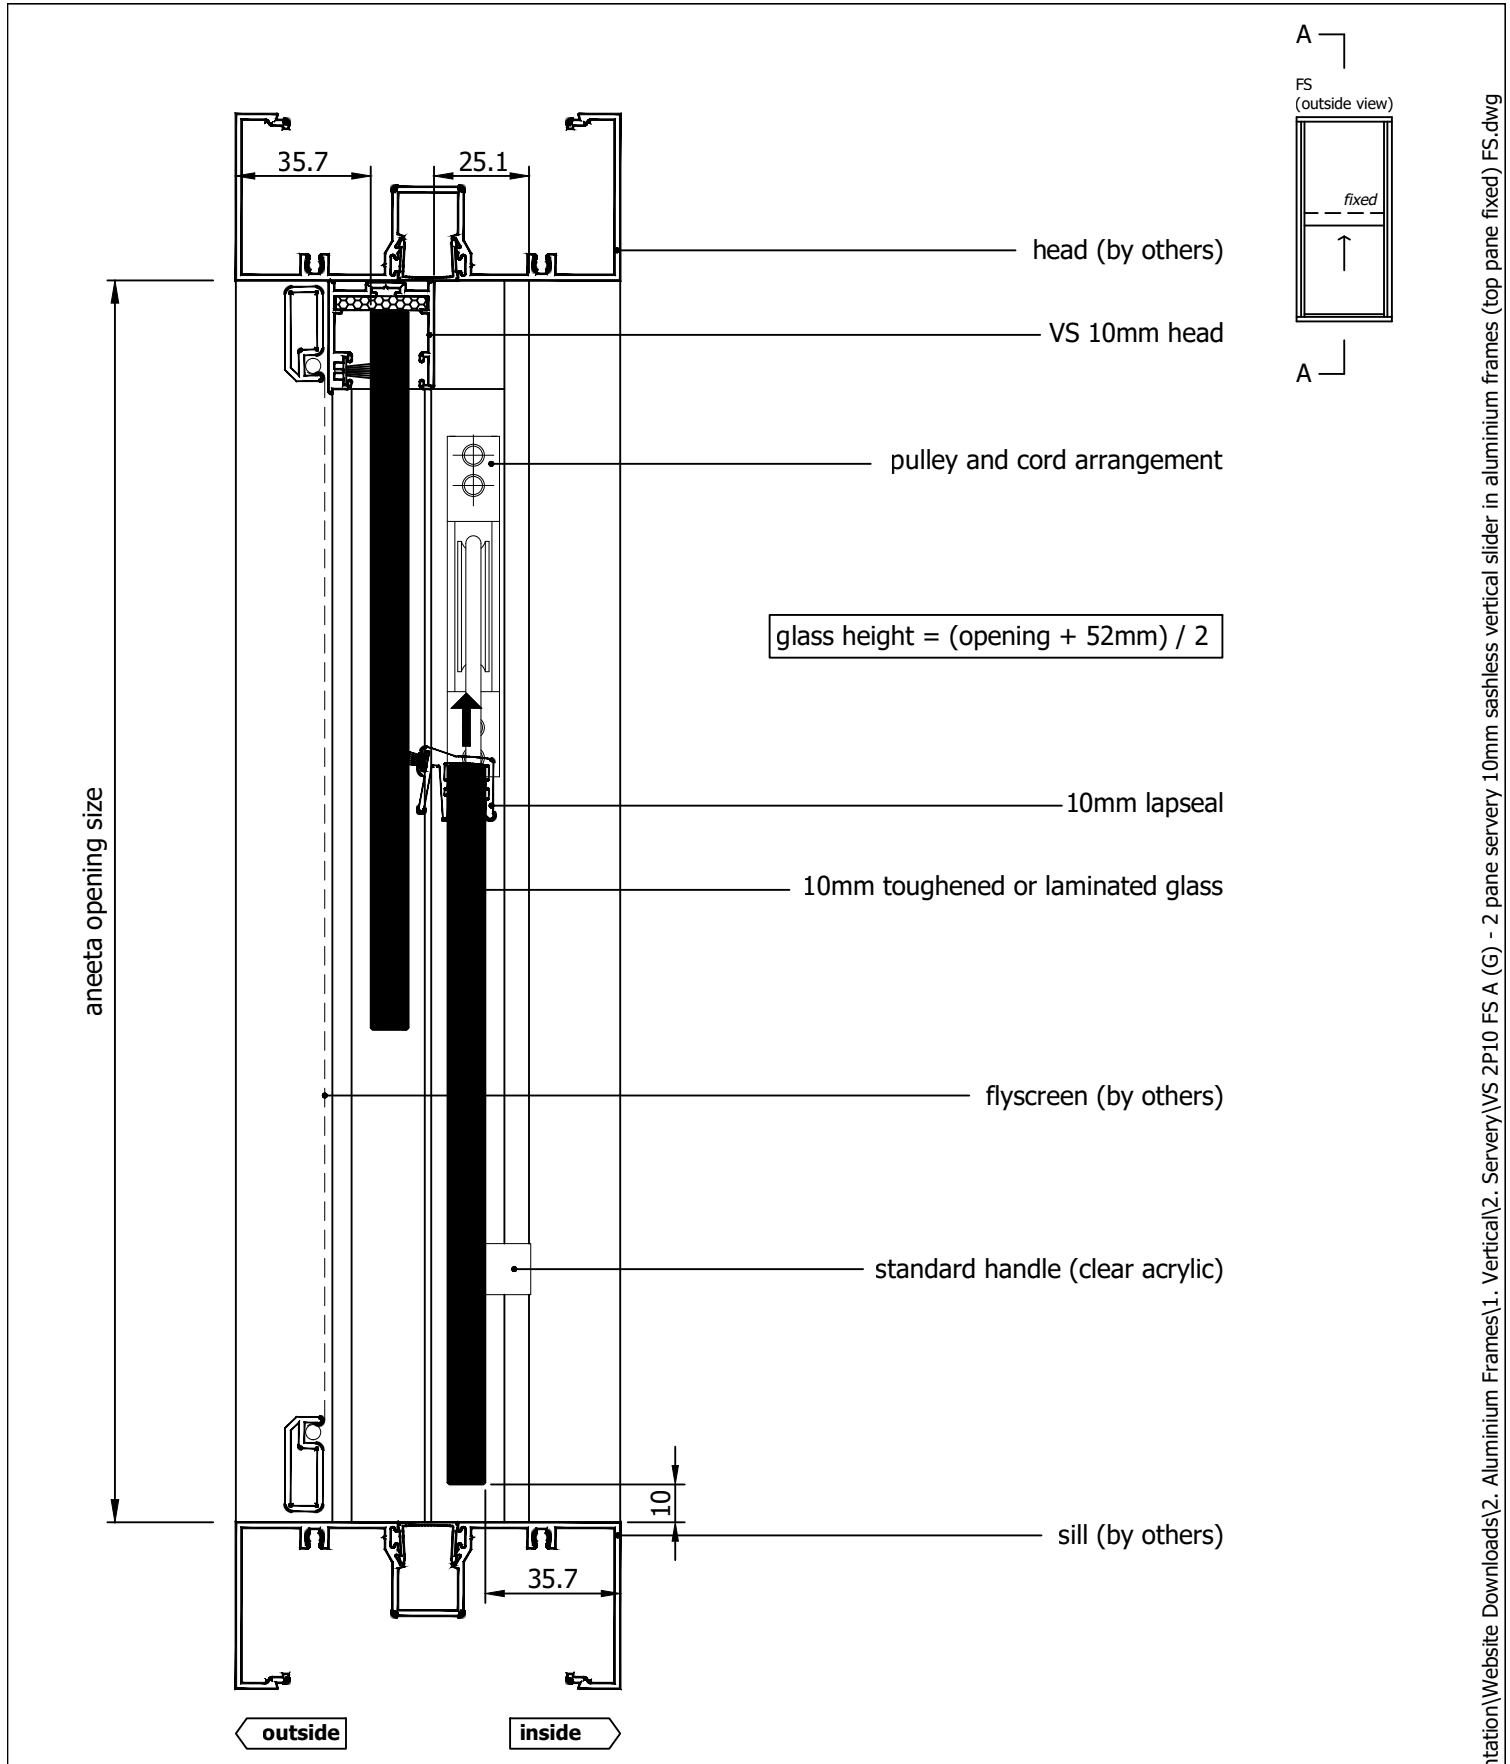 A
FS
(outside view)
fixed
A
35.7
25.1
head (by others)
VS 10mm head
pulley and cord arrangement
glass height = (opening + 52mm) / 2
10mm lapseal
10mm toughened or laminated glass
aneeta opening size
flyscreen (by others)
standard handle (clear acrylic)
10
sill (by others)
35.7
outside
inside
ntation\Website Downloads\2. Aluminium Frames\1. Vertical\2. Servery\VS 2P10 FS A (G) - 2 pane servery 10mm sashless vertical slider in aluminium frames (top pane fixed) FS.dwg